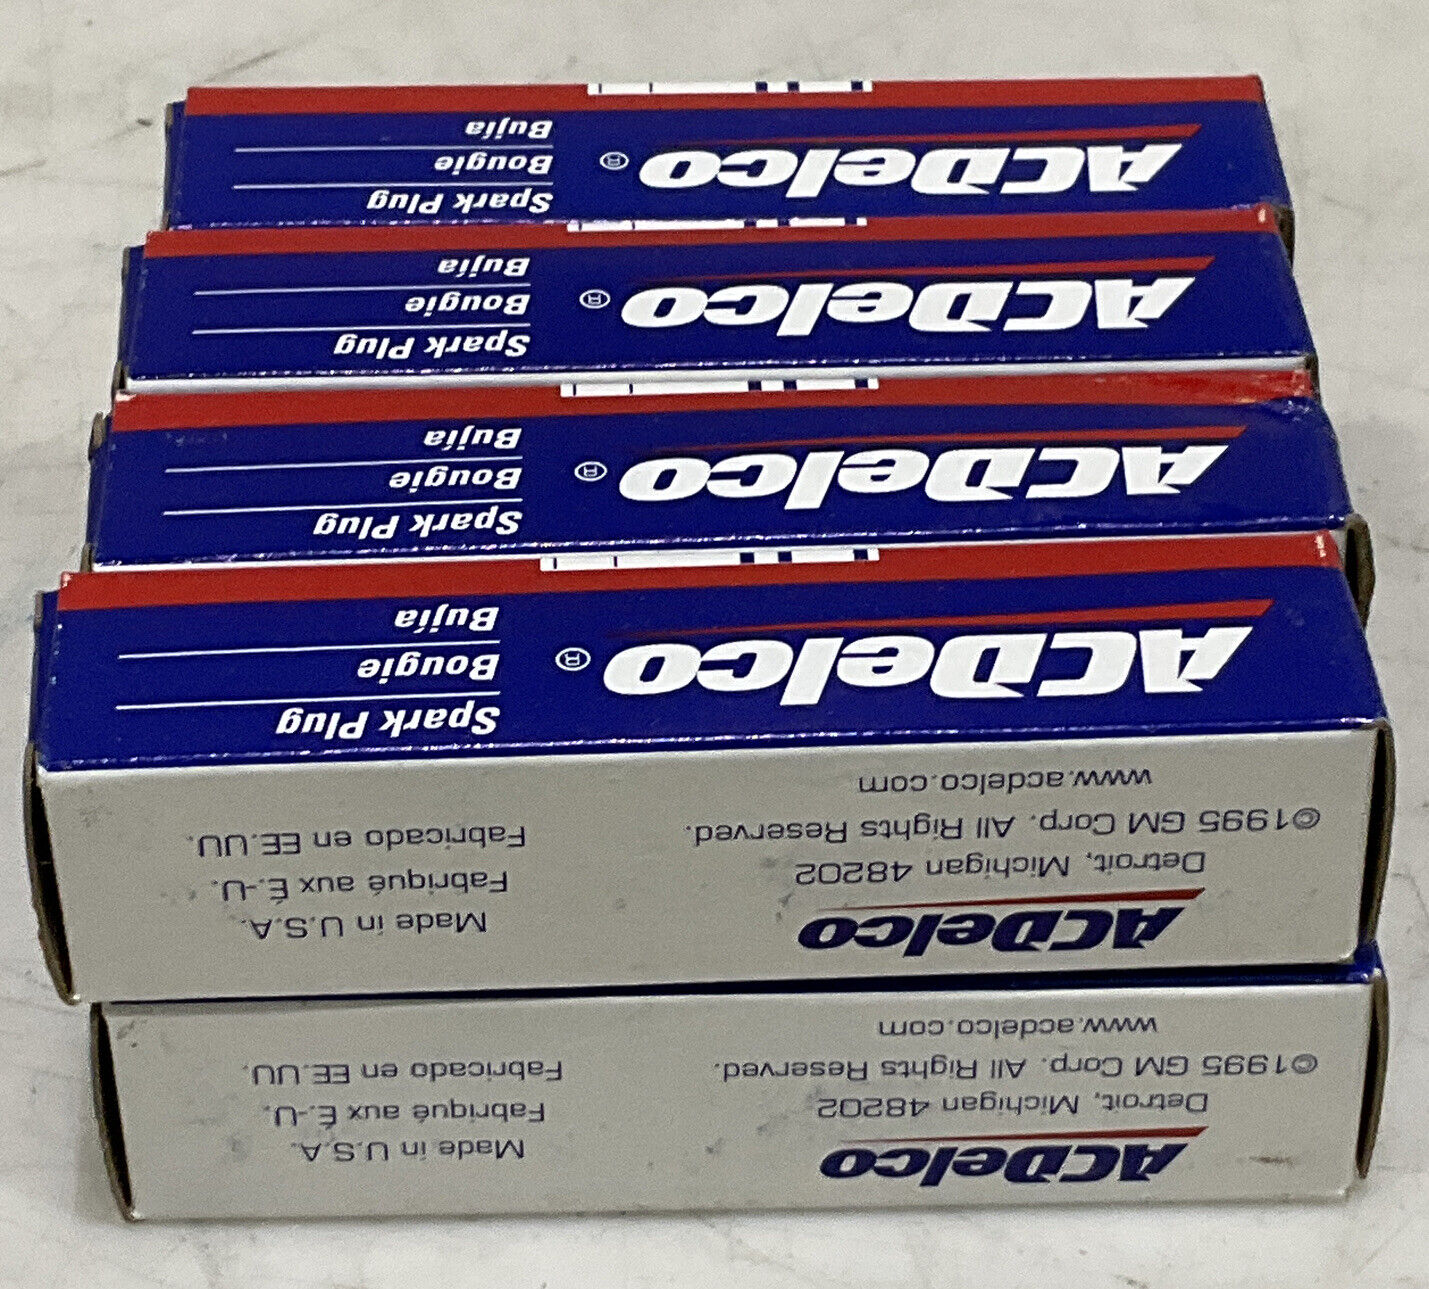 ACDelco®
Spark Plug
Bougie
Bujía
ACDelco®
Spark Plug
Bougie
Bujía
ACDelco®
Spark Plug
Bougie
Bujía
ACDelco®
Spark Plug
Bougie
Bujía
ACDelco
Detroit, Michigan 48202
©1995 GM Corp. All Rights Reserved.
www.acdelco.com
Made in U.S.A.
Fabriqué aux É.-U.
Fabricado en EE.UU.
ACDelco
Detroit, Michigan 48202
©1995 GM Corp. All Rights Reserved.
www.acdelco.com
Made in U.S.A.
Fabriqué aux É.-U.
Fabricado en EE.UU.